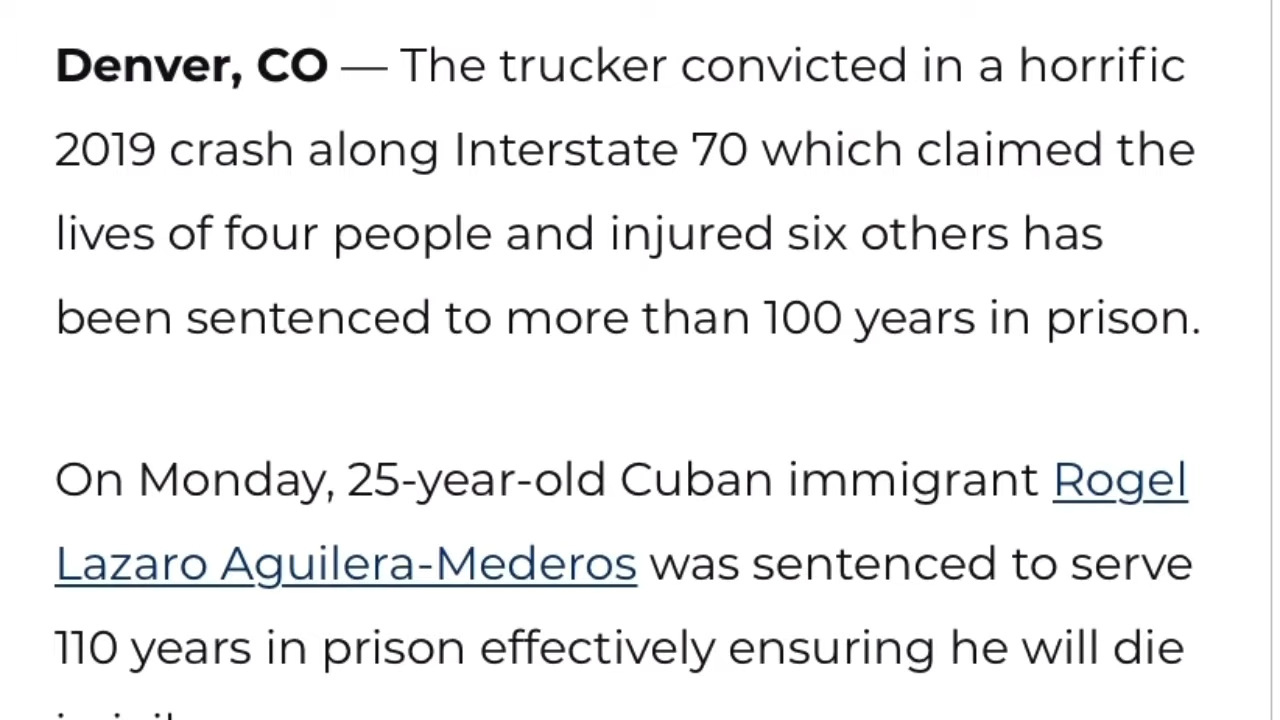 Denver, CO — The trucker convicted in a horrific
2019 crash along Interstate 70 which claimed the
lives of four people and injured six others has
been sentenced to more than 100 years in prison.
On Monday, 25-year-old Cuban immigrant Rogel
Lazaro Aguilera-Mederos was sentenced to serve
110 years in prison effectively ensuring he will die